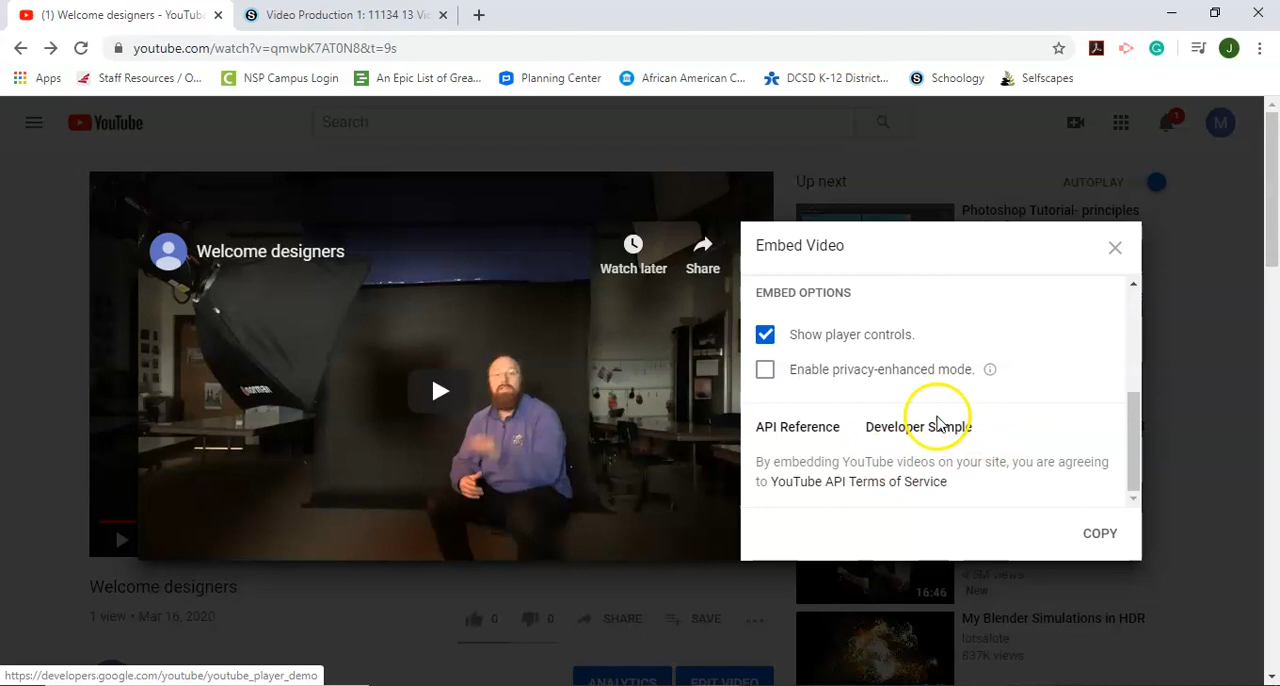 (1) Welcome designers - YouTub
Video Production 1: 11134 13 Vic
youtube.com/watch?v=qmwbK7AT0N8&t=9s
J
Apps
Staff Resources / O...
NSP Campus Login
An Epic List of Grea...
Planning Center
African American C...
DCSD K-12 District...
Schoology
Selfscapes
YouTube
Search
1
M
Up next
AUTOPLAY
Photoshop Tutorial- principles
Welcome designers
Watch later
Share
Embed Video
EMBED OPTIONS
Show player controls.
Enable privacy-enhanced mode.
API Reference
Developer Sample
By embedding YouTube videos on your site, you are agreeing
to YouTube API Terms of Service
COPY
16:46
New
Welcome designers
1 view • Mar 16, 2020
0
0
SHARE
SAVE
My Blender Simulations in HDR
lotsalote
837K views
ANALYTICS
EDIT VIDEO
https://developers.google.com/youtube/youtube_player_demo